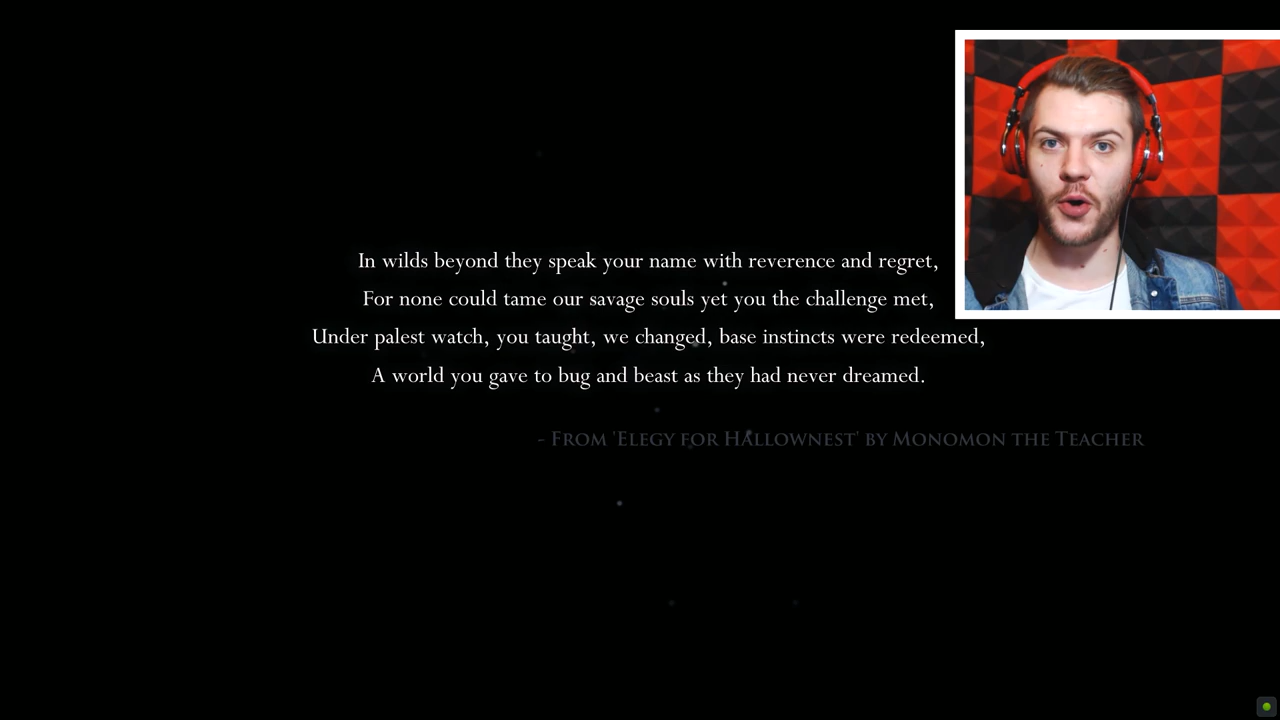 In wilds beyond they speak your name with reverence and regret,
For none could tame our savage souls yet you the challenge met,
Under palest watch, you taught, we changed, base instincts were redeemed,
A world you gave to bug and beast as they had never dreamed.
- From 'Elegy for Hallownest' by Monomon the Teacher